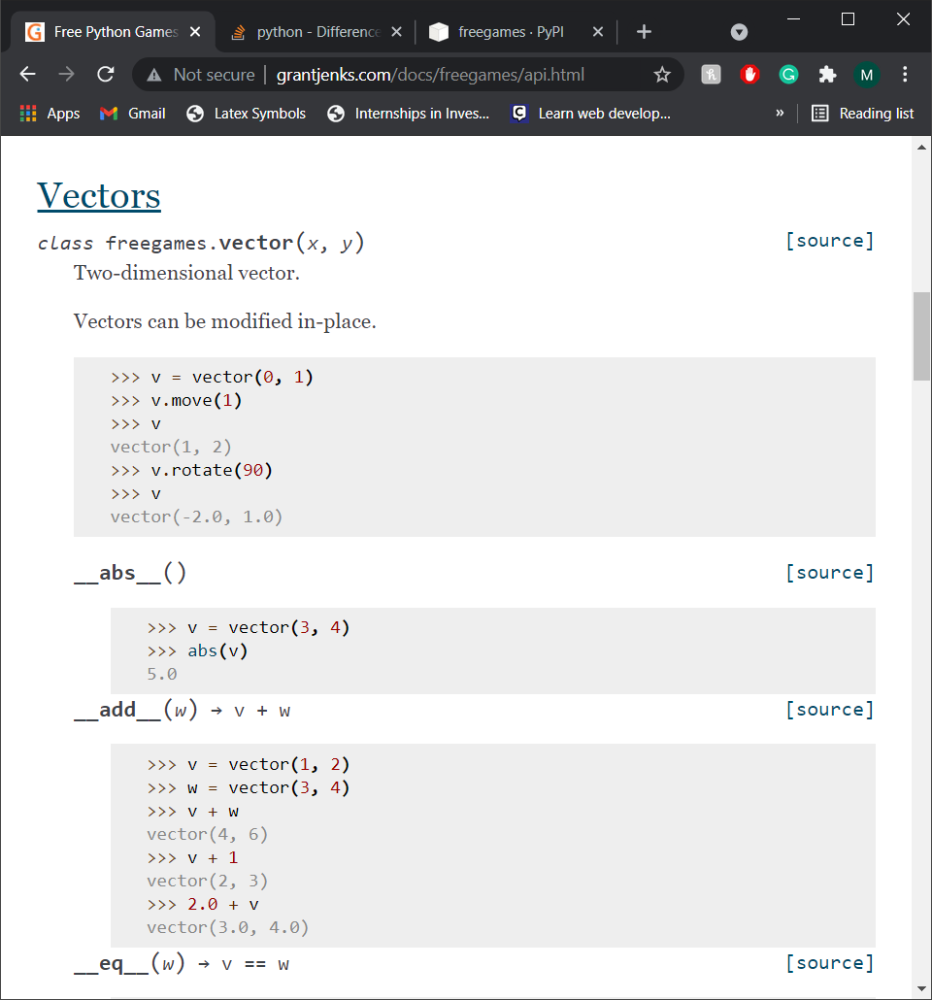 Free Python Games
python - Difference
freegames · PyPI
Not secure | grantjenks.com/docs/freegames/api.html
M
Apps
Gmail
Latex Symbols
Internships in Inves...
Learn web develop...
»
Reading list
Vectors
class freegames.vector(x, y) [source]
Two-dimensional vector.
Vectors can be modified in-place.
>>> v = vector(0, 1)
>>> v.move(1)
>>> v
vector(1, 2)
>>> v.rotate(90)
>>> v
vector(-2.0, 1.0)
__abs__() [source]
>>> v = vector(3, 4)
>>> abs(v)
5.0
__add__(w) → v + w [source]
>>> v = vector(1, 2)
>>> w = vector(3, 4)
>>> v + w
vector(4, 6)
>>> v + 1
vector(2, 3)
>>> 2.0 + v
vector(3.0, 4.0)
__eq__(w) → v == w [source]